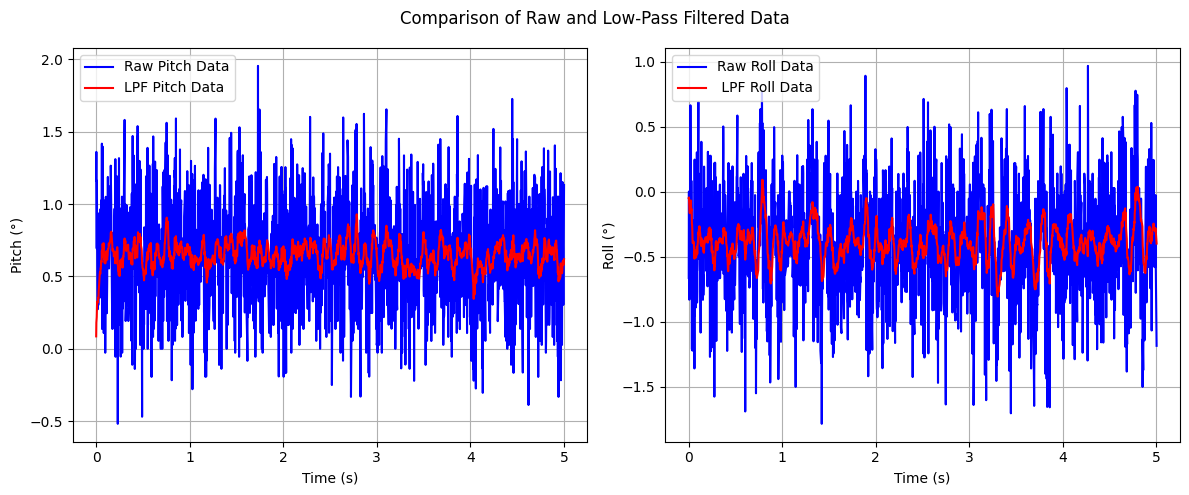 Comparison of Raw and Low-Pass Filtered Data
Raw Pitch Data
LPF Pitch Data
2.0
1.5
1.0
0.5
0.0
−0.5
Pitch (°)
0
1
2
3
4
5
Time (s)
Raw Roll Data
LPF Roll Data
1.0
0.5
0.0
−0.5
−1.0
−1.5
Roll (°)
0
1
2
3
4
5
Time (s)